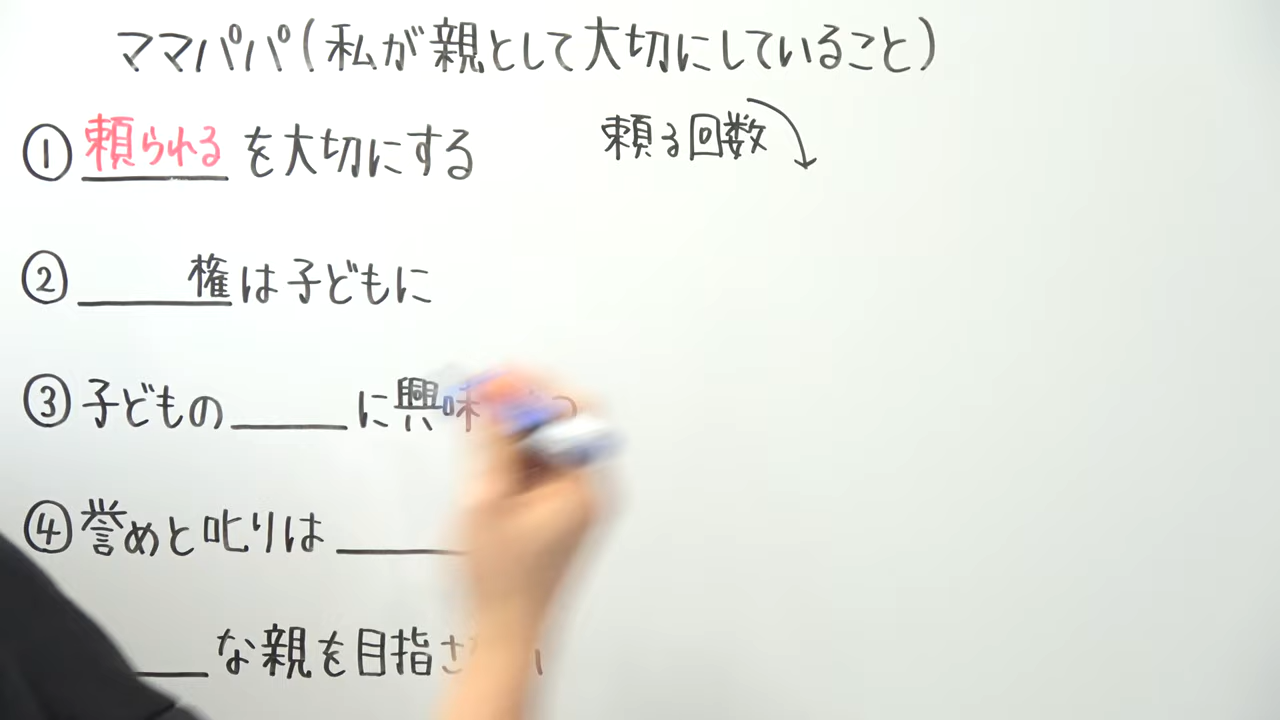 ママパパ(私が親として大切にしていること)
① 頼られる を大切にする
頼る回数
② 権は子どもに
③ 子どもの に興味
④ 誉めと叱りは
な親を目指さ